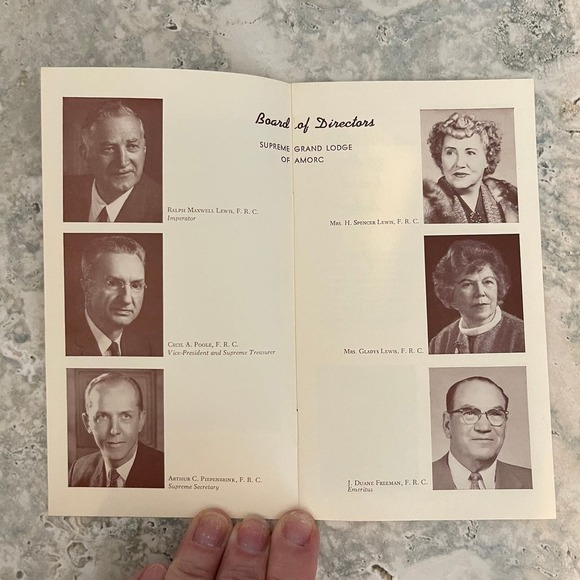 Board of Directors
SUPREME GRAND LODGE
OF AMORC
RALPH MAXWELL LEWIS, F. R. C.
Imperator
CECIL A. POOLE, F. R. C.
Vice-President and Supreme Treasurer
ARTHUR C. PIEPENBRINK, F. R. C.
Supreme Secretary
MRS. H. SPENCER LEWIS, F. R. C.
MRS. GLADYS LEWIS, F. R. C.
J. DUANE FREEMAN, F. R. C.
Emeritus